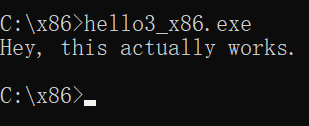 C:\x86>hello3_x86.exe
Hey, this actually works.
C:\x86>